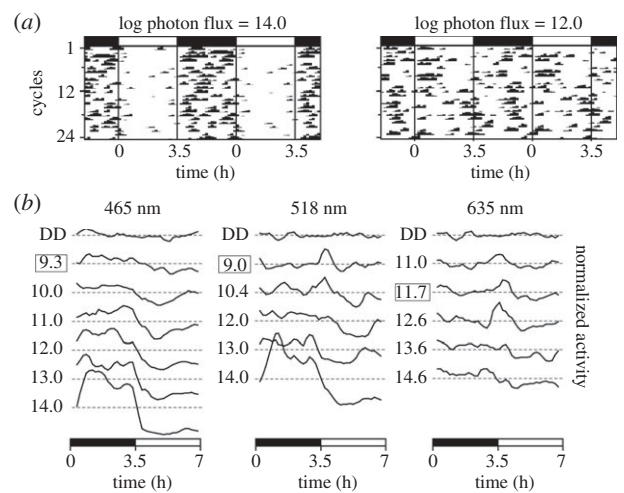 (a) log photon flux = 14.0 log photon flux = 12.0
cycles
1
12
24
0 3.5 0 3.5 0 3.5 0 3.5
time (h) time (h)
(b) 465 nm 518 nm 635 nm
DD DD DD
9.3 9.0 11.0
10.0 10.4 11.7
11.0 12.0 12.6
12.0 13.0 13.6
13.0 14.0 14.6
14.0
normalized activity
0 3.5 7 0 3.5 7 0 3.5 7
time (h) time (h) time (h)